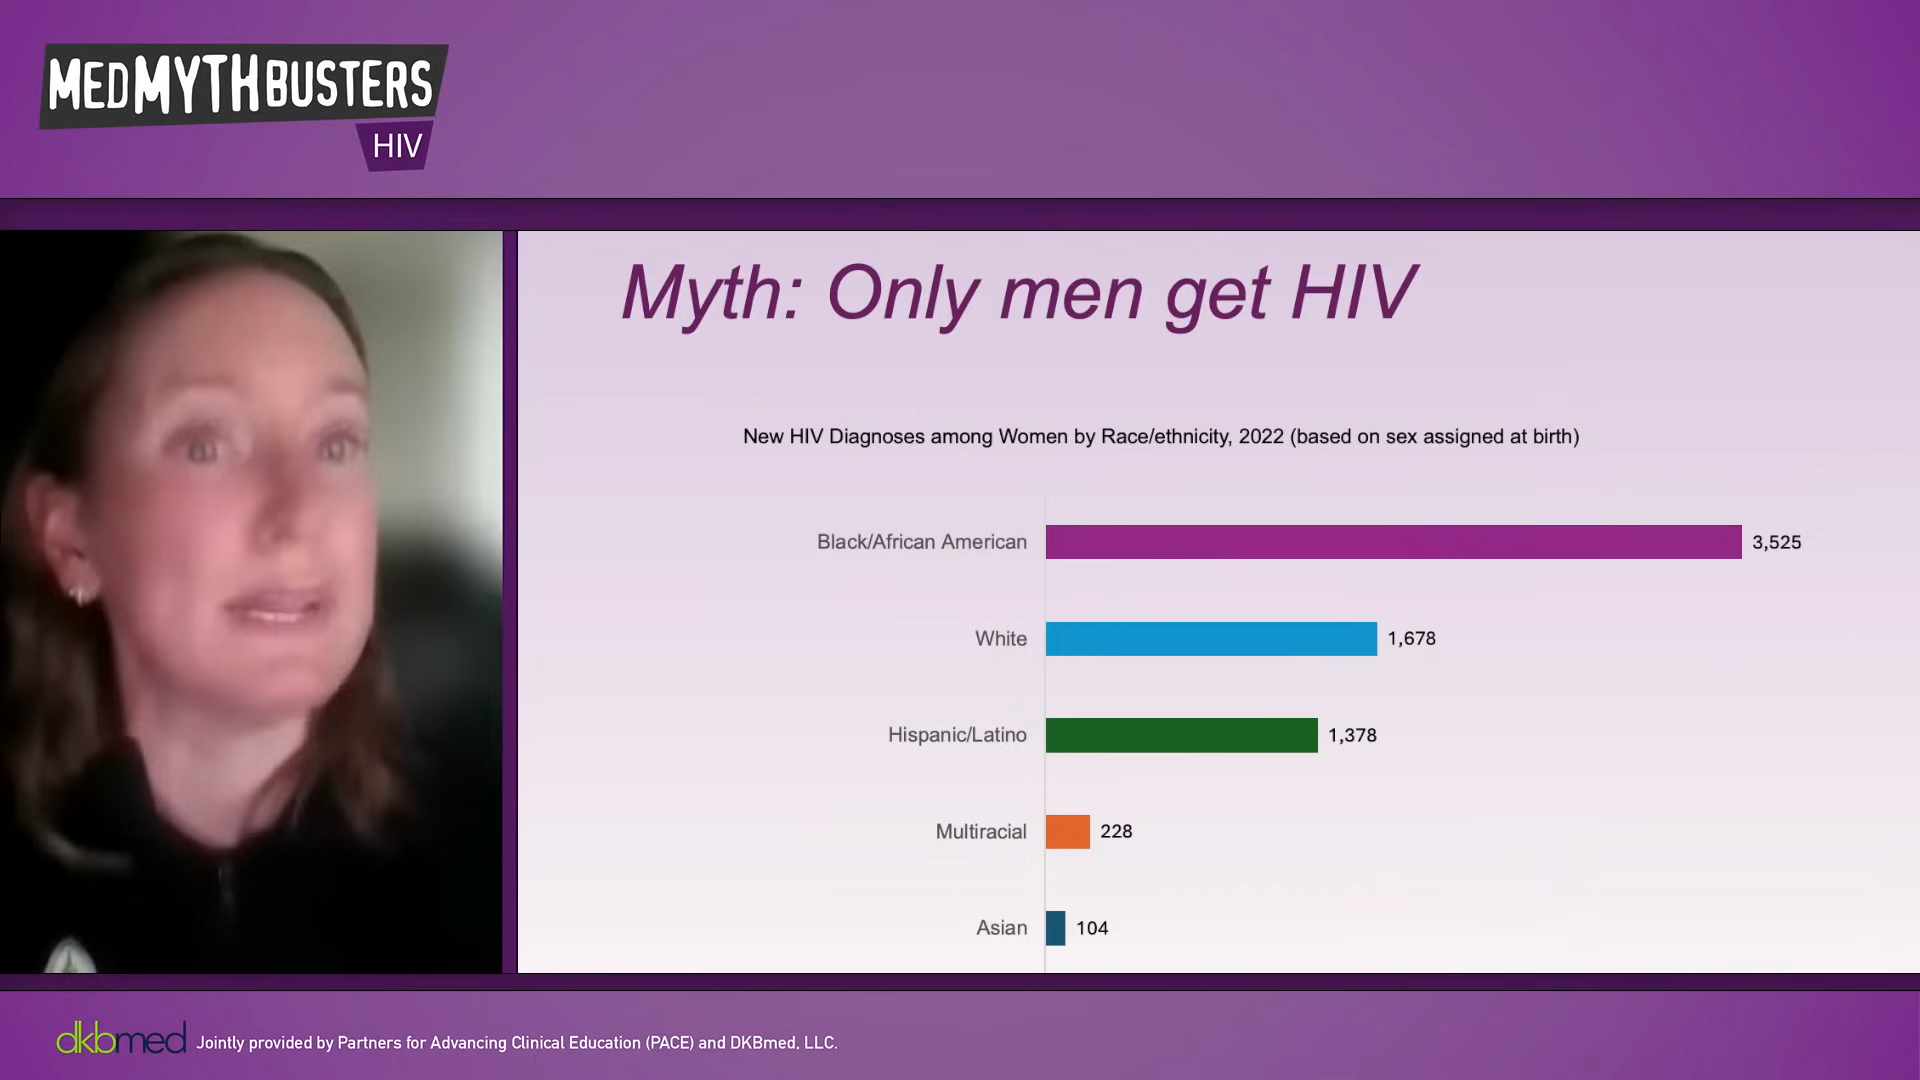 MEDMYTHBUSTERS
HIV
Myth: Only men get HIV
New HIV Diagnoses among Women by Race/ethnicity, 2022 (based on sex assigned at birth)
Black/African American 3,525
White 1,678
Hispanic/Latino 1,378
Multiracial 228
Asian 104
dkbmed Jointly provided by Partners for Advancing Clinical Education (PACE) and DKBmed, LLC.